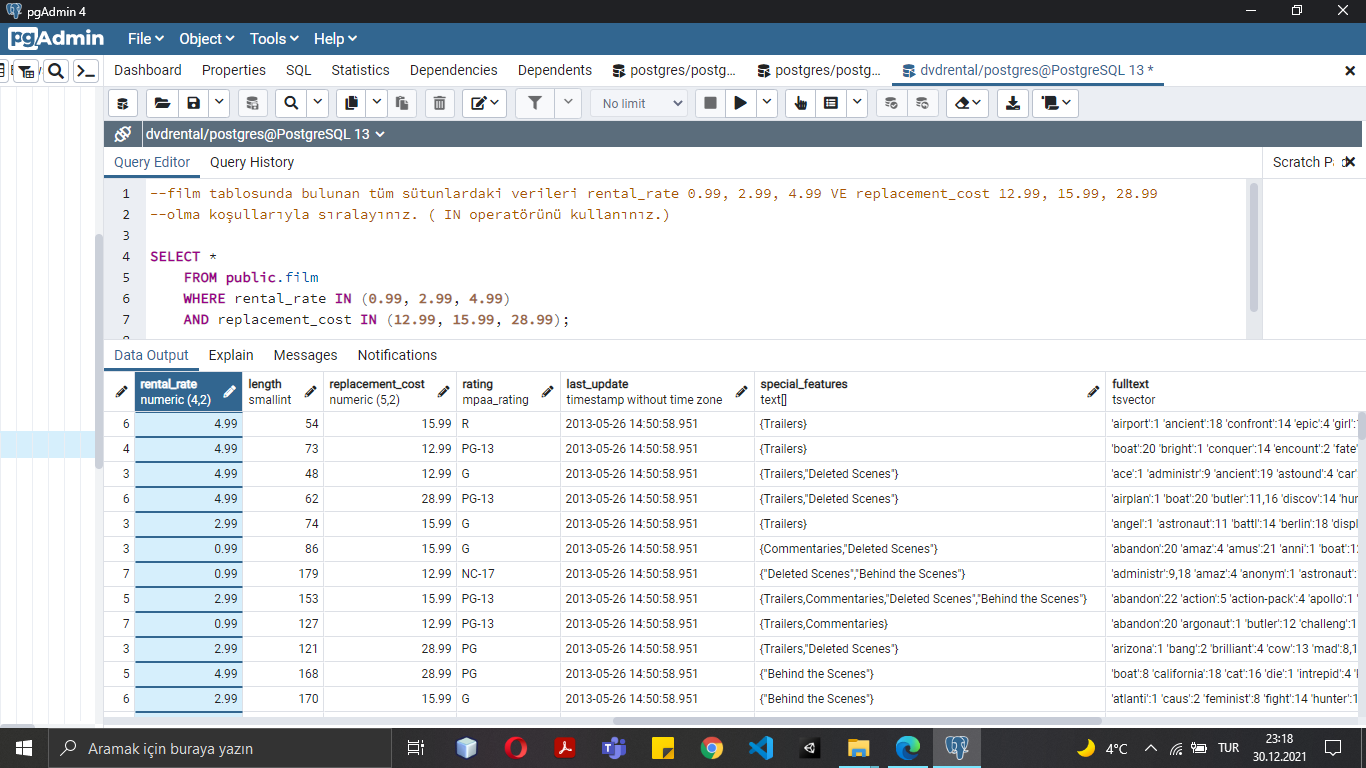 pgAdmin 4
pgAdmin
File Object Tools Help
Dashboard Properties SQL Statistics Dependencies Dependents postgres/postg... postgres/postg... dvdrental/postgres@PostgreSQL 13 *
No limit
dvdrental/postgres@PostgreSQL 13
Query Editor Query History Scratch P
1 --film tablosunda bulunan tüm sütunlardaki verileri rental_rate 0.99, 2.99, 4.99 VE replacement_cost 12.99, 15.99, 28.99
2 --olma koşullarıyla sıralayınız. ( IN operatörünü kullanınız.)
3
4 SELECT *
5 FROM public.film
6 WHERE rental_rate IN (0.99, 2.99, 4.99)
7 AND replacement_cost IN (12.99, 15.99, 28.99);
Data Output Explain Messages Notifications
rental_rate length replacement_cost rating last_update special_features fulltext
numeric (4,2) smallint numeric (5,2) mpaa_rating timestamp without time zone text[] tsvector
6 4.99 54 15.99 R 2013-05-26 14:50:58.951 {Trailers} 'airport':1 'ancient':18 'confront':14 'epic':4 'girl':
4 4.99 73 12.99 PG-13 2013-05-26 14:50:58.951 {Trailers} 'boat':20 'bright':1 'conquer':14 'encount':2 'fate'
3 4.99 48 12.99 G 2013-05-26 14:50:58.951 {Trailers,"Deleted Scenes"} 'ace':1 'administr':9 'ancient':19 'astound':4 'car'
6 4.99 62 28.99 PG-13 2013-05-26 14:50:58.951 {Trailers,"Deleted Scenes"} 'airplan':1 'boat':20 'butler':11,16 'discov':14 'hur
3 2.99 74 15.99 G 2013-05-26 14:50:58.951 {Trailers} 'angel':1 'astronaut':11 'battl':14 'berlin':18 'displ
3 0.99 86 15.99 G 2013-05-26 14:50:58.951 {Commentaries,"Deleted Scenes"} 'abandon':20 'amaz':4 'amus':21 'anni':1 'boat':1
7 0.99 179 12.99 NC-17 2013-05-26 14:50:58.951 {"Deleted Scenes","Behind the Scenes"} 'administr':9,18 'amaz':4 'anonym':1 'astronaut':
5 2.99 153 15.99 PG-13 2013-05-26 14:50:58.951 {Trailers,Commentaries,"Deleted Scenes","Behind the Scenes"} 'abandon':22 'action':5 'action-pack':4 'apollo':1 '
7 0.99 127 12.99 PG-13 2013-05-26 14:50:58.951 {Trailers,Commentaries} 'abandon':20 'argonaut':1 'butler':12 'challeng':1
3 2.99 121 28.99 PG 2013-05-26 14:50:58.951 {Trailers,"Deleted Scenes"} 'arizona':1 'bang':2 'brilliant':4 'cow':13 'mad':8,1
5 4.99 168 28.99 PG 2013-05-26 14:50:58.951 {"Behind the Scenes"} 'boat':8 'california':18 'cat':16 'die':1 'intrepid':4
6 2.99 170 15.99 G 2013-05-26 14:50:58.951 {"Behind the Scenes"} 'atlanti':1 'caus':2 'feminist':8 'fight':14 'hunter':1
Aramak için buraya yazın 4°C TUR 23:18
30.12.2021